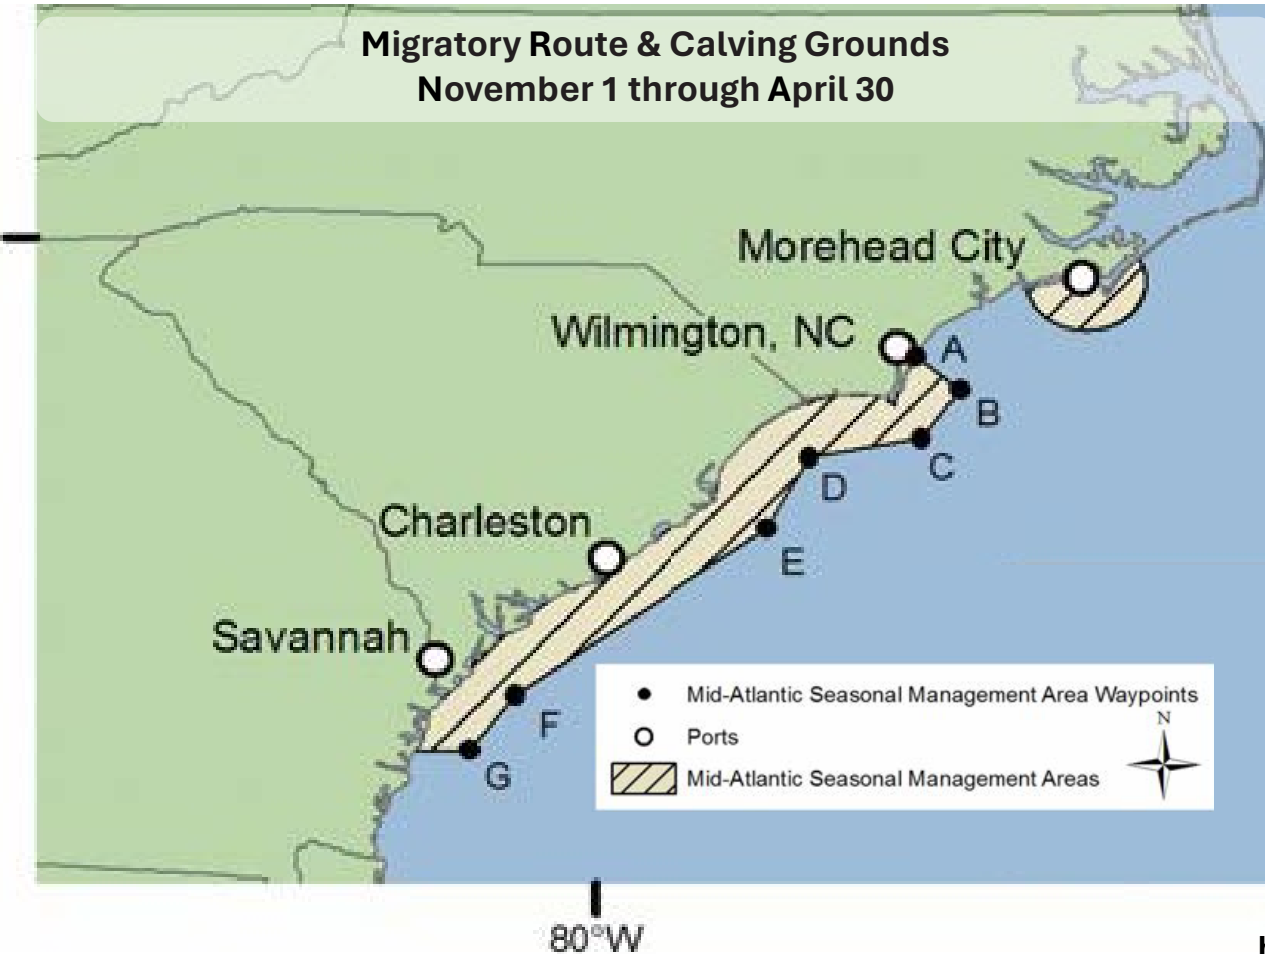 Migratory Route & Calving Grounds
November 1 through April 30
Morehead City
Wilmington, NC
A
B
C
D
Charleston
E
Savannah
F
G
Mid-Atlantic Seasonal Management Area Waypoints
N
Ports
Mid-Atlantic Seasonal Management Areas
80°W